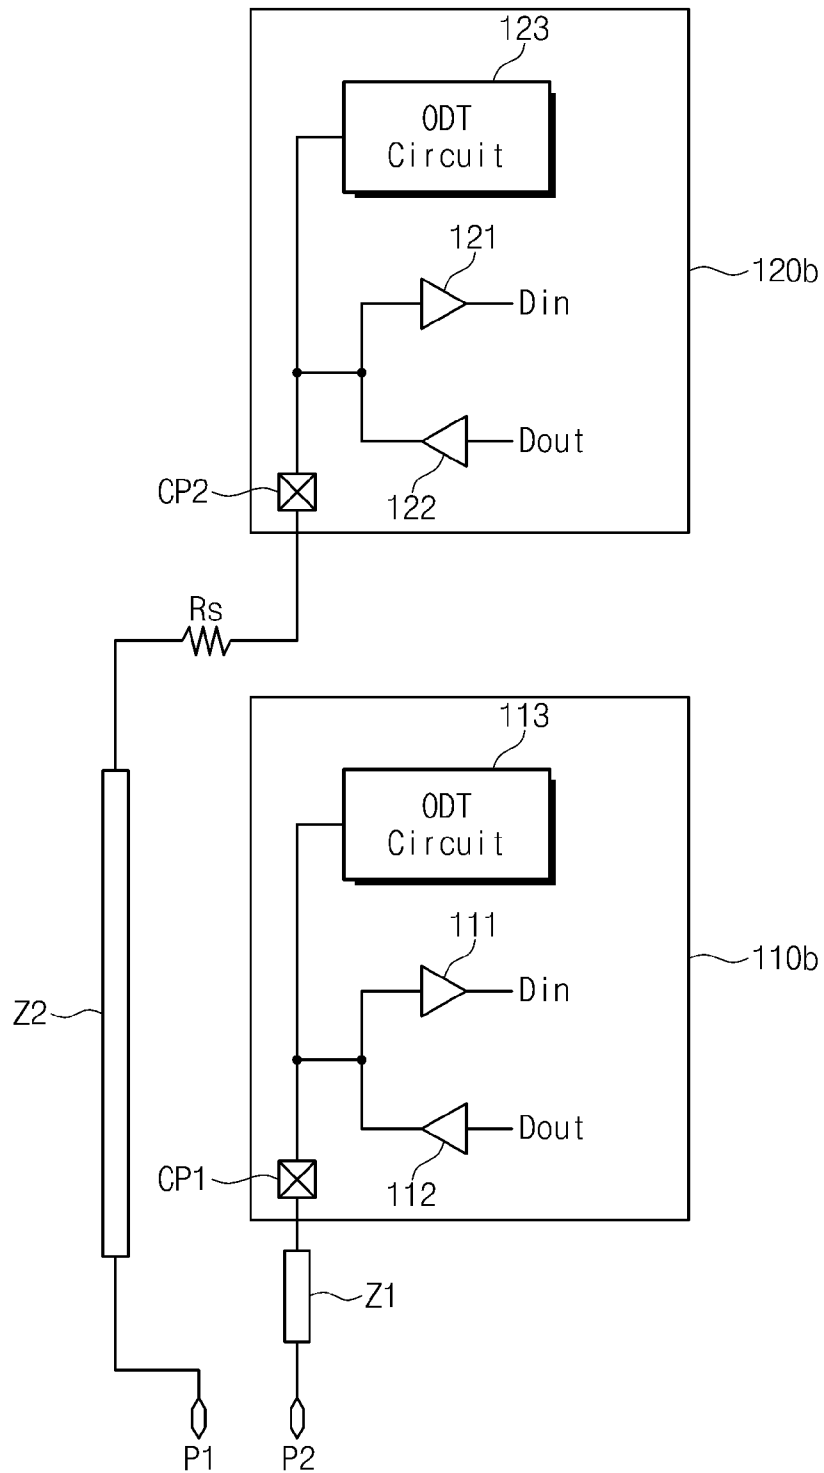 123
ODT
Circuit
121
Din
120b
Dout
CP2
122
Rs
113
ODT
Circuit
111
Din
110b
Z2
Dout
CP1
112
Z1
P1
P2